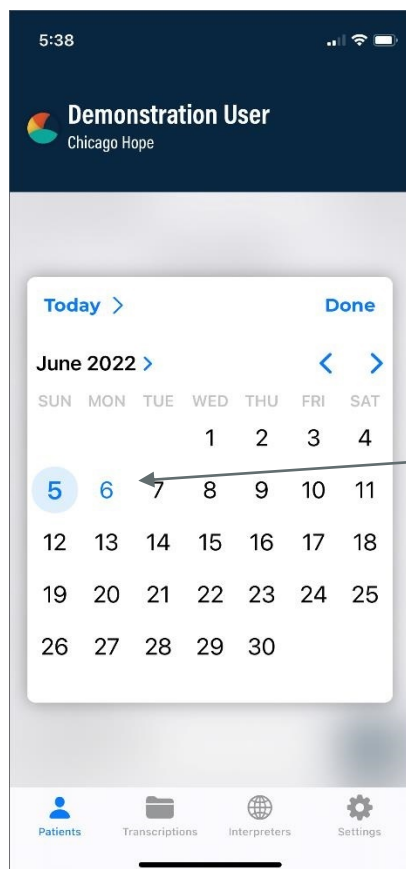 5:38
Demonstration User
Chicago Hope
Today > Done
June 2022 > < >
SUN MON TUE WED THU FRI SAT
1 2 3 4
5 6 7 8 9 10 11
12 13 14 15 16 17 18
19 20 21 22 23 24 25
26 27 28 29 30
Patients Transcriptions Interpreters Settings